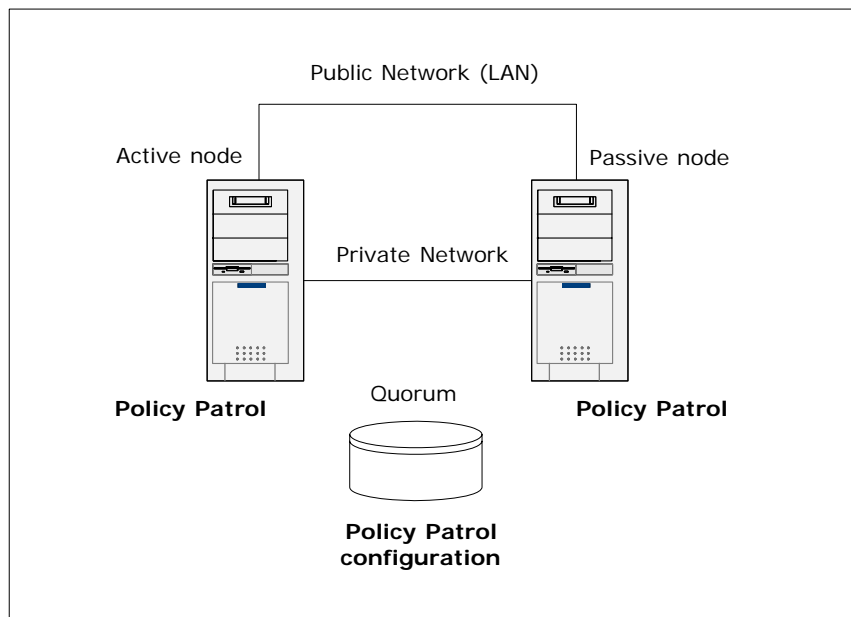 Public Network (LAN)
Active node
Passive node
Private Network
Policy Patrol
Quorum
Policy Patrol
Policy Patrol
configuration